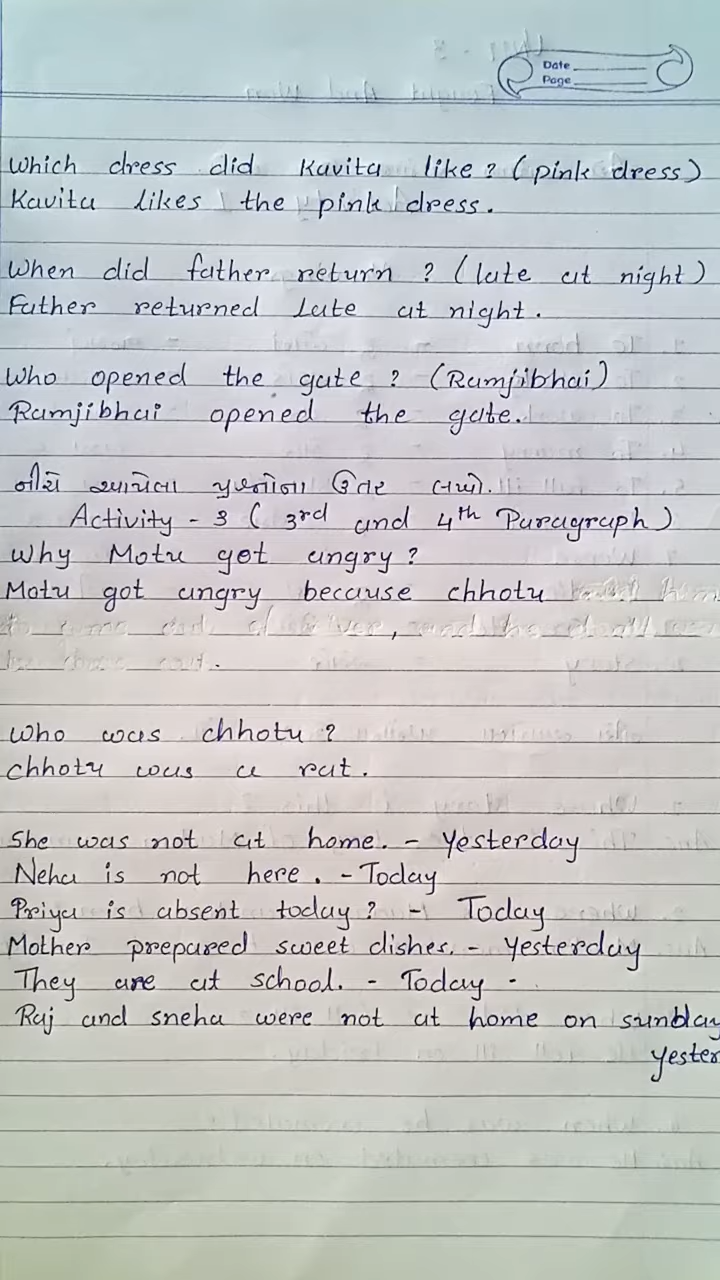 Date
Page
Which dress did Kavita like? (pink dress)
Kavita likes the pink dress.
When did father return? (late at night)
Father returned Late at night.
Who opened the gate? (Ramjibhai)
Ramjibhai opened the gate.
નીચે આપેલા પ્રશ્નોના ઉત્તર લખો.
Activity - 3 (3rd and 4th Paragraph)
Why Motu got angry?
Motu got angry because chhotu
Who was chhotu?
chhotu was a rat.
She was not at home. - Yesterday
Neha is not here. - Today
Priya is absent today? - Today
Mother prepared sweet dishes. - Yesterday
They are at school. - Today -
Raj and sneha were not at home on